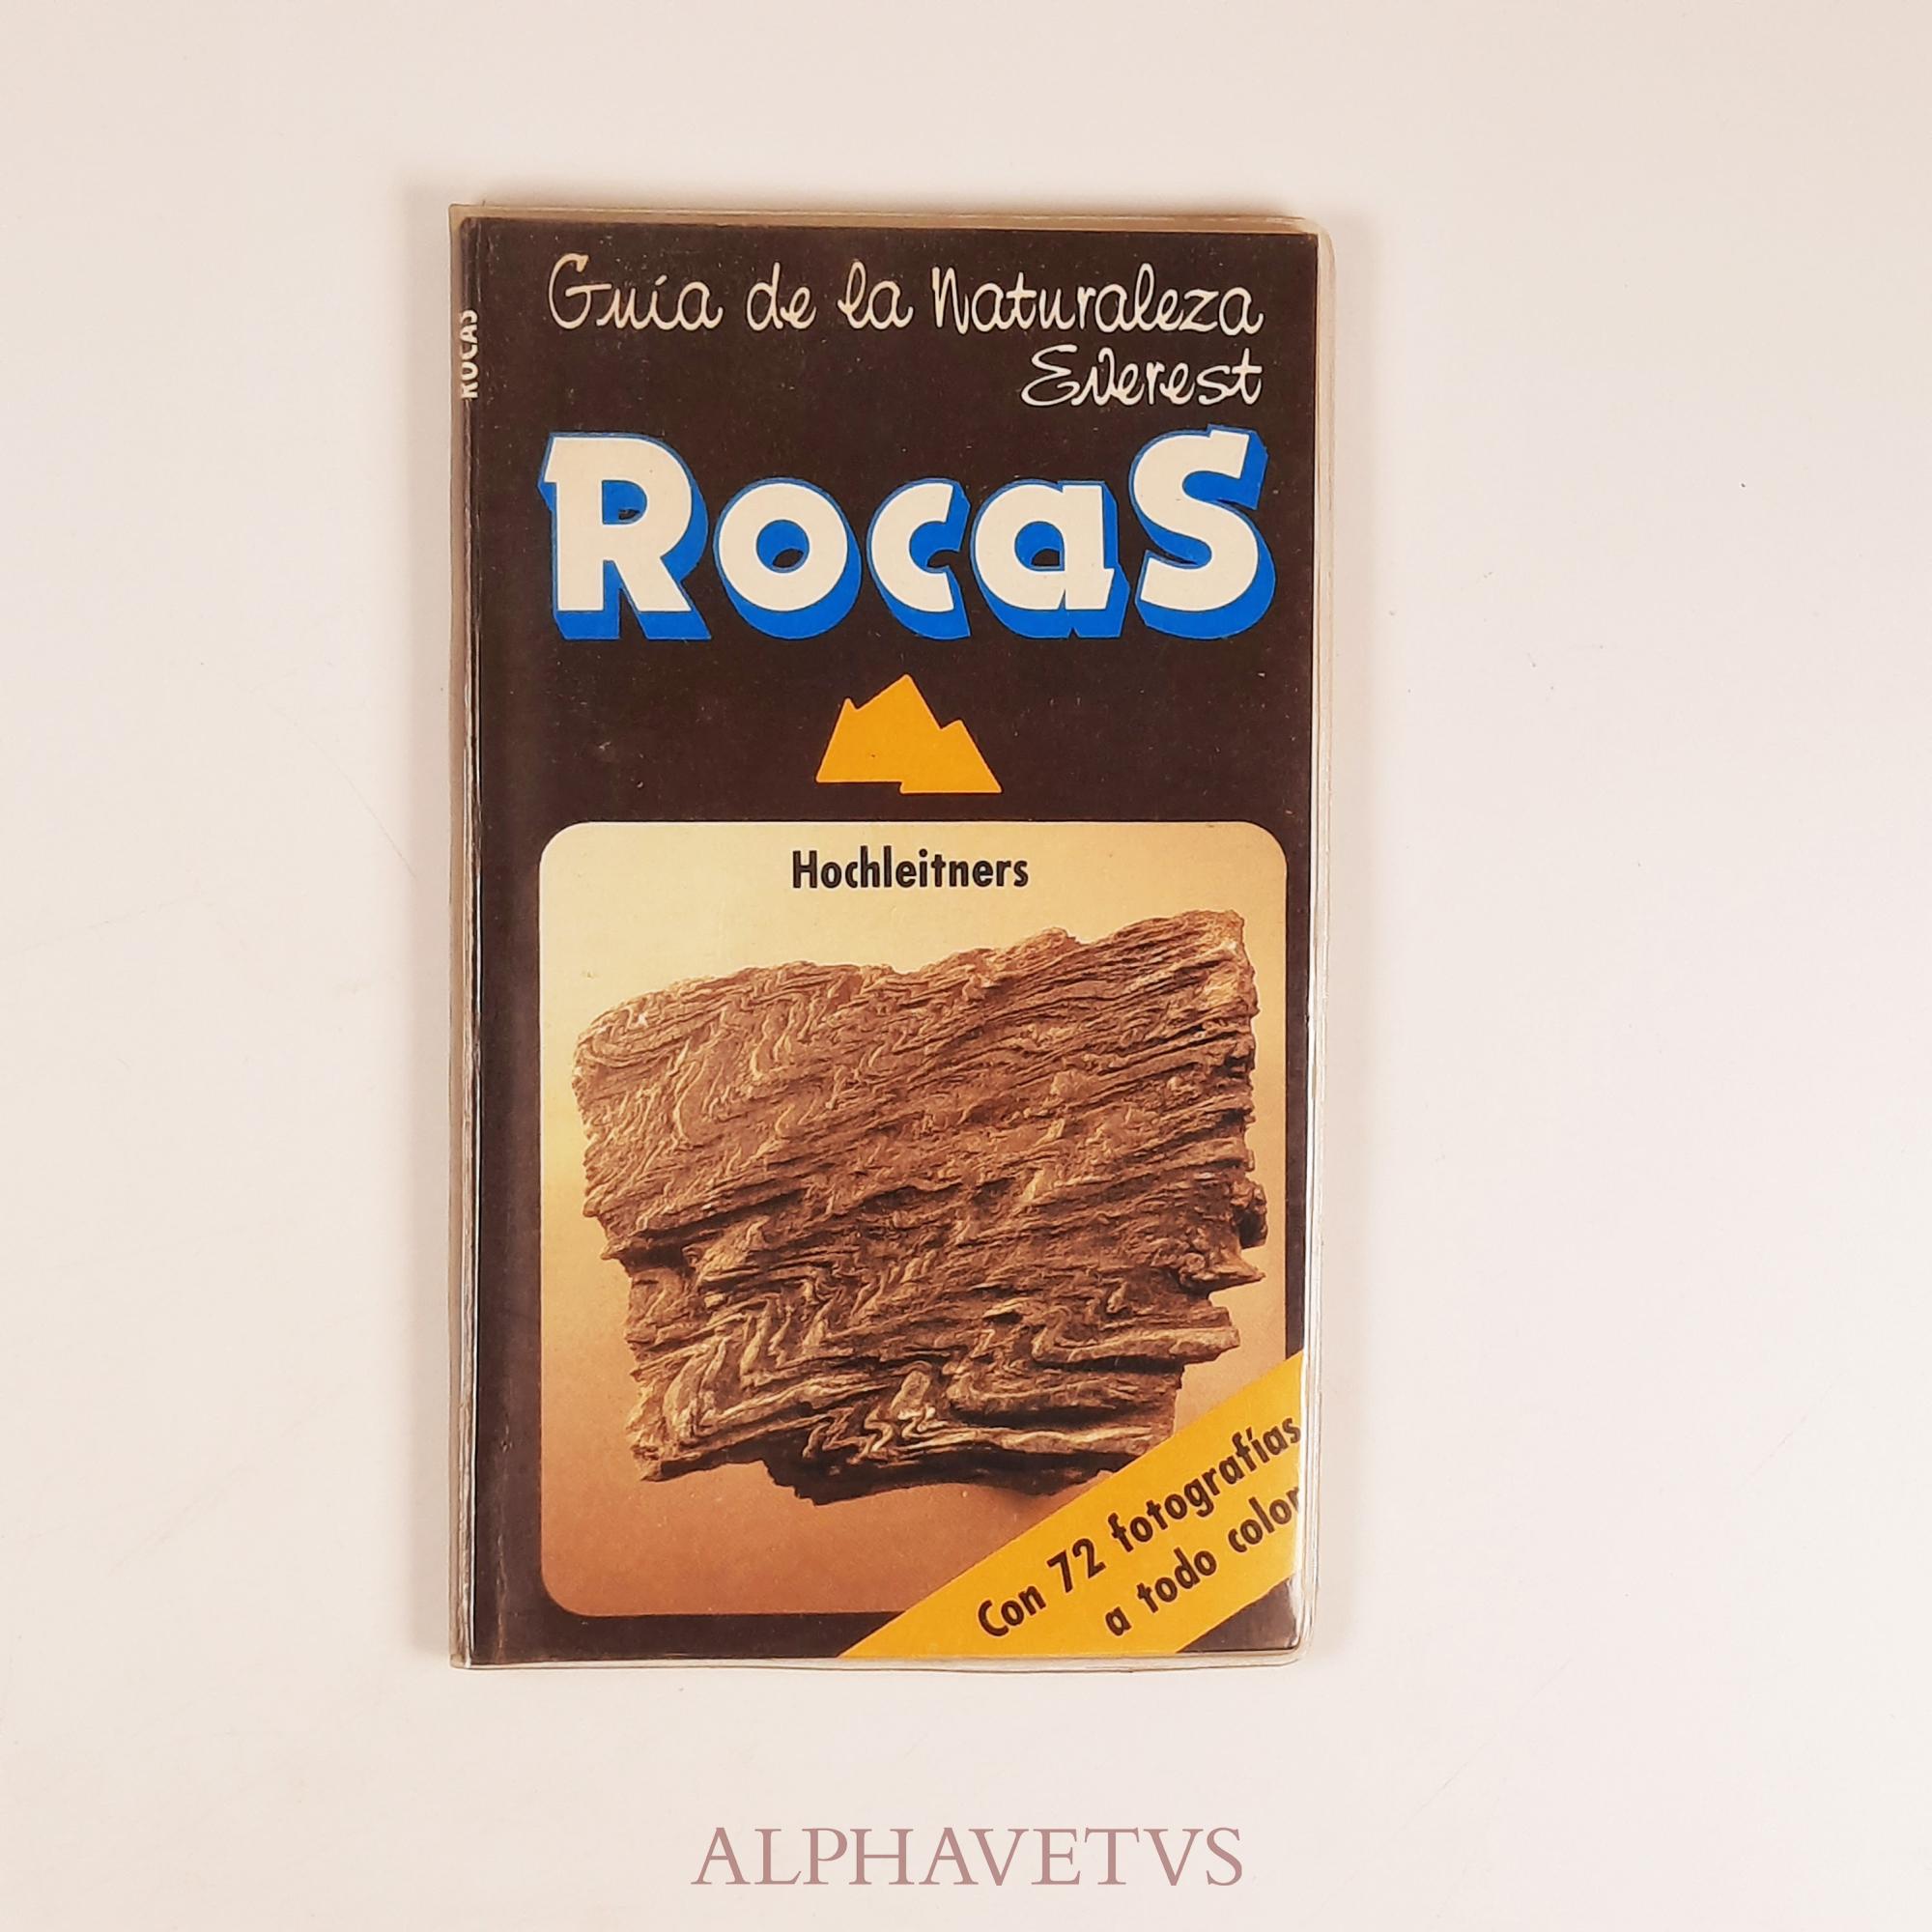 ROCAS
Guía de la Naturaleza
Everest
RocaS
Hochleitners
Con 72 fotografías
a todo color
ALPHAVETVS